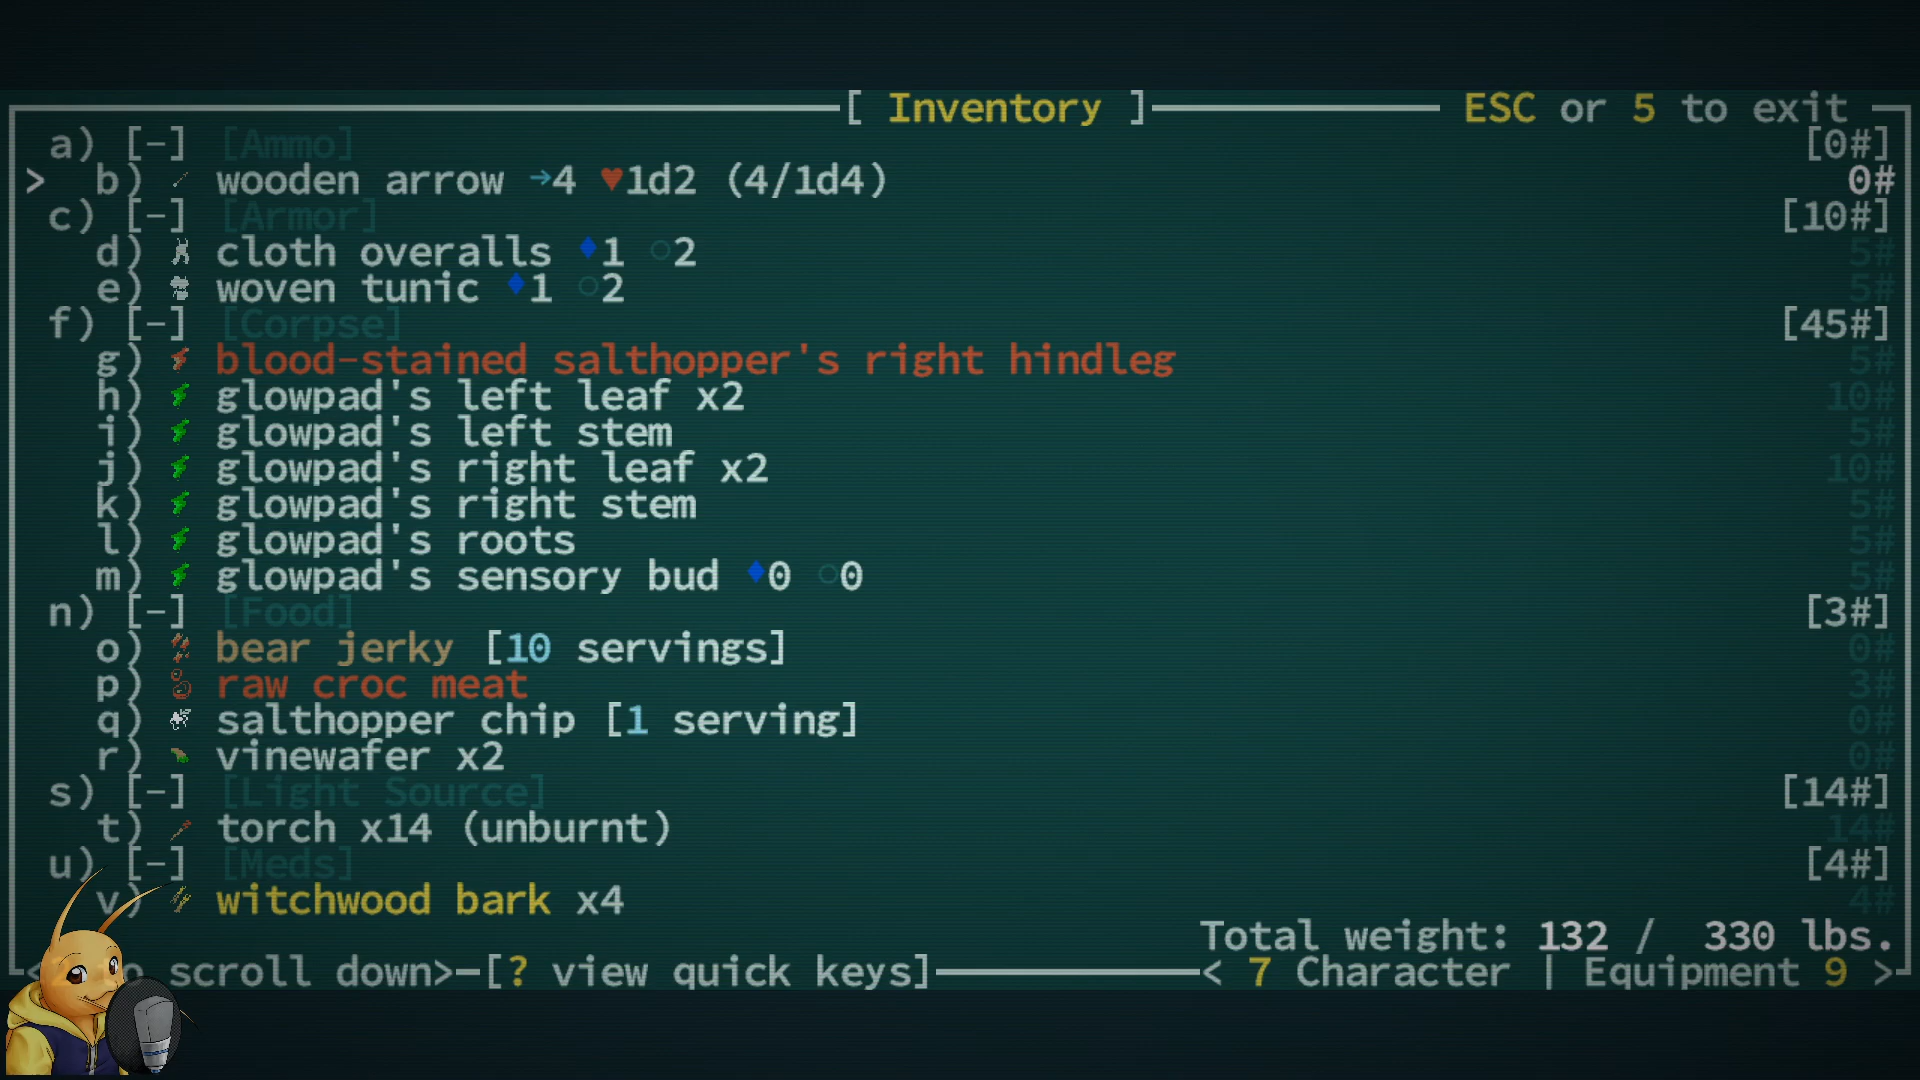 [ Inventory ] ESC or 5 to exit
a) [-] [Ammo] [0#]
> b) wooden arrow →4 ♥1d2 (4/1d4) 0#
c) [-] [Armor] [10#]
d) cloth overalls ♦1 ○2 5#
e) woven tunic ♦1 ○2 5#
f) [-] [Corpse] [45#]
g) blood-stained salthopper's right hindleg 5#
h) glowpad's left leaf x2 10#
i) glowpad's left stem 5#
j) glowpad's right leaf x2 10#
k) glowpad's right stem 5#
l) glowpad's roots 5#
m) glowpad's sensory bud ♦0 ○0 5#
n) [-] [Food] [3#]
o) bear jerky [10 servings] 0#
p) raw croc meat 3#
q) salthopper chip [1 serving] 0#
r) vinewafer x2 0#
s) [-] [Light Source] [14#]
t) torch x14 (unburnt) 14#
u) [-] [Meds] [4#]
v) witchwood bark x4 4#
Total weight: 132 / 330 lbs.
scroll down> [? view quick keys] < 7 Character | Equipment 9 >